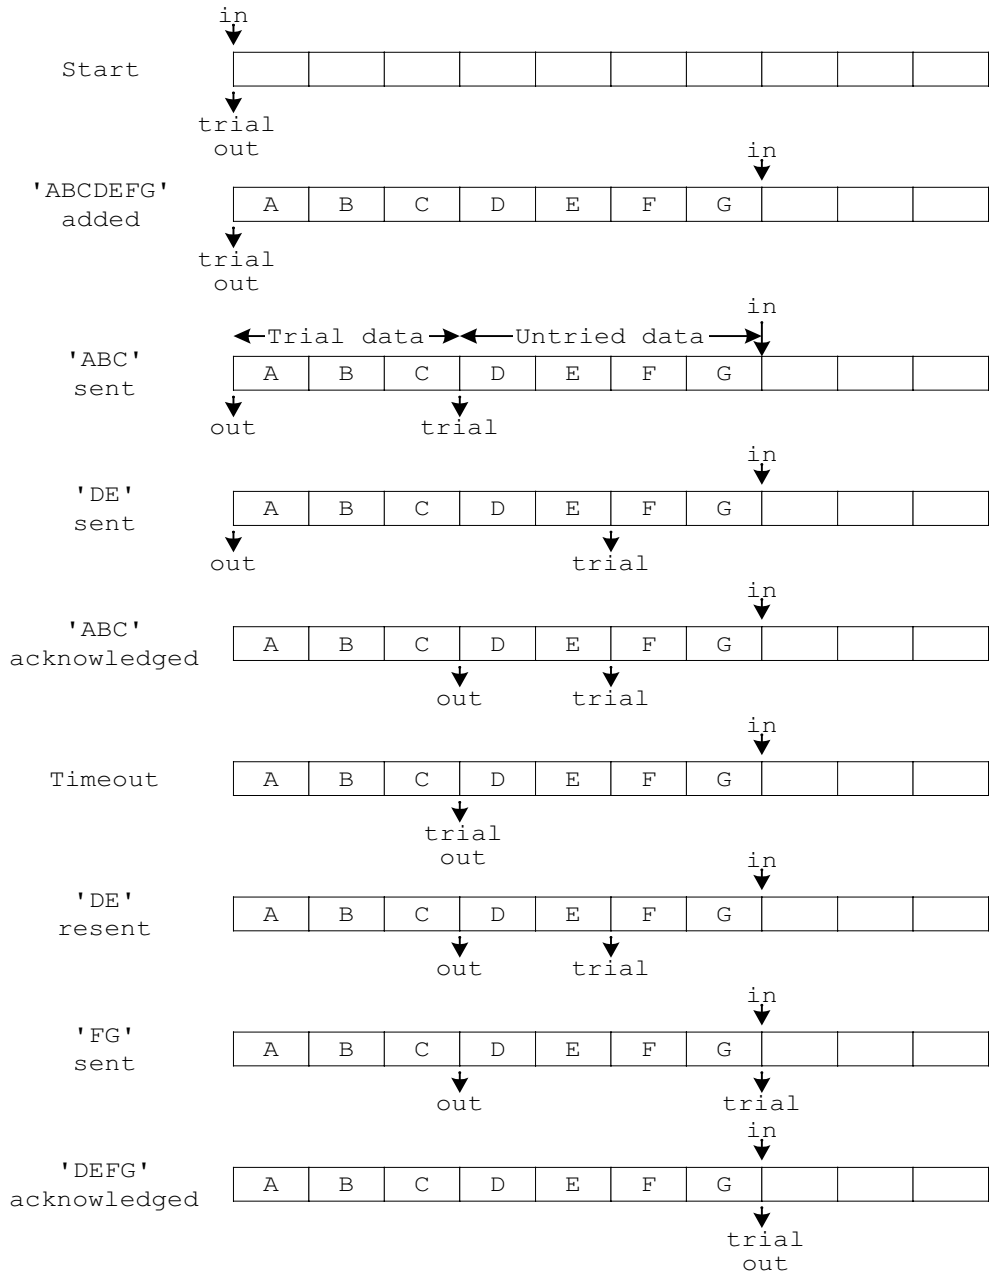 in
Start
trial
out
in
'ABCDEFG'
added
A B C D E F G
trial
out
in
Trial data Untried data
'ABC'
sent
A B C D E F G
out trial
in
'DE'
sent
A B C D E F G
out trial
in
'ABC'
acknowledged
A B C D E F G
out trial
in
Timeout
A B C D E F G
trial
out
in
'DE'
resent
A B C D E F G
out trial
in
'FG'
sent
A B C D E F G
out trial
in
'DEFG'
acknowledged
A B C D E F G
trial
out